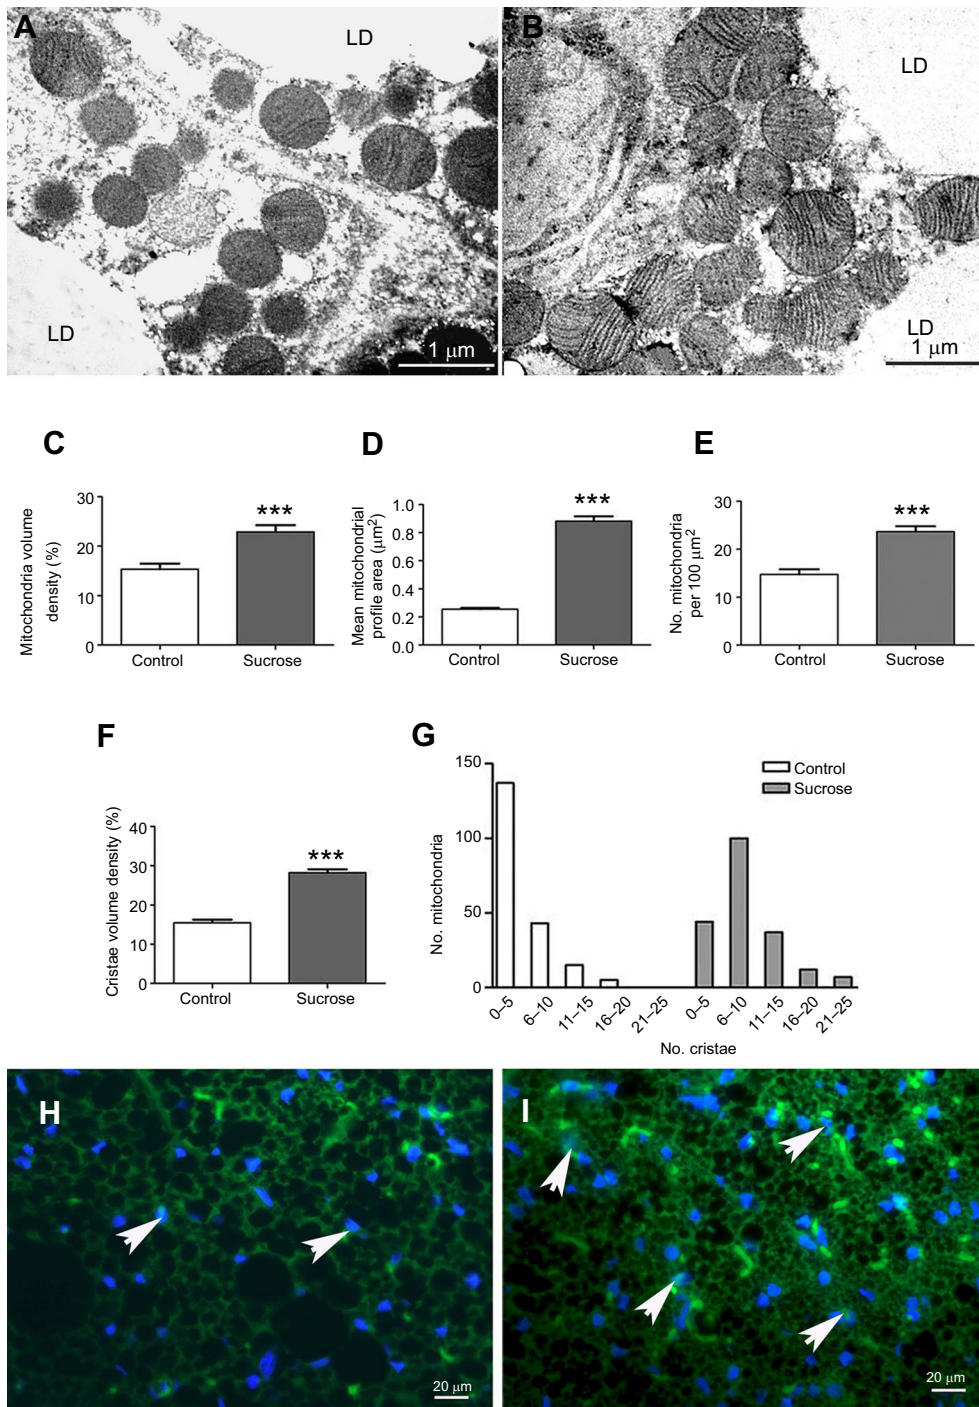 A
LD
LD
1 μm
B
LD
LD
1 μm
C
Mitochondria volume
density (%)
30
20
10
0
***
Control
Sucrose
D
Mean mitochondrial
profile area (μm²)
1.0
0.8
0.6
0.4
0.2
0.0
***
Control
Sucrose
E
No. mitochondria
per 100 μm²
30
20
10
0
***
Control
Sucrose
F
Cristae volume density (%)
40
30
20
10
0
***
Control
Sucrose
G
No. mitochondria
150
100
50
0
Control
Sucrose
0–5
6–10
11–15
16–20
21–25
0–5
6–10
11–15
16–20
21–25
No. cristae
H
20 μm
I
20 μm